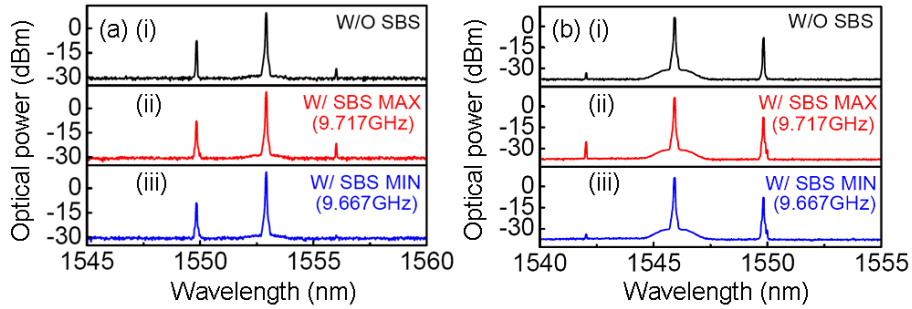 (a) (i) W/O SBS
0
-15
-30
(ii) W/ SBS MAX
(9.717GHz)
0
-15
-30
(iii) W/ SBS MIN
(9.667GHz)
0
-15
-30
1545 1550 1555 1560
Wavelength (nm)
Optical power (dBm)
(b) (i) W/O SBS
0
-15
-30
(ii) W/ SBS MAX
(9.717GHz)
0
-15
-30
(iii) W/ SBS MIN
(9.667GHz)
0
-15
-30
1540 1545 1550 1555
Wavelength (nm)
Optical power (dBm)